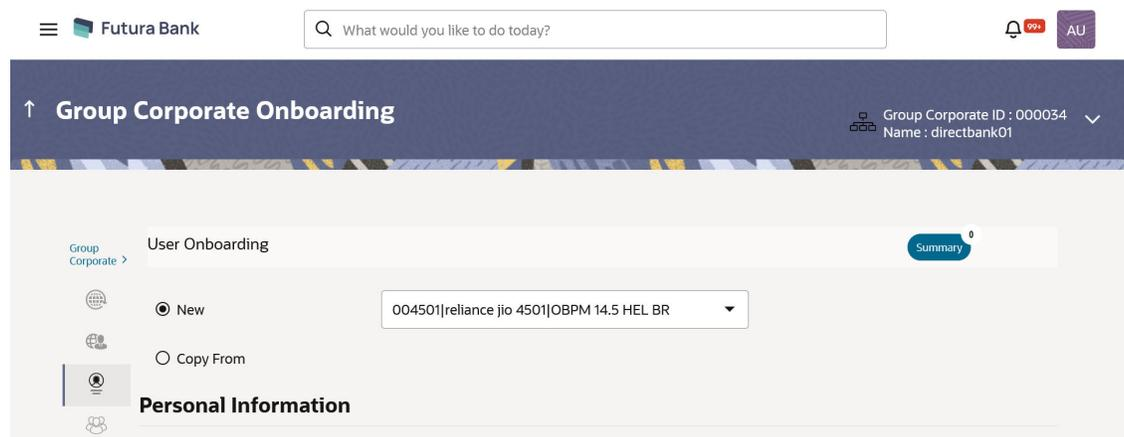 Futura Bank
What would you like to do today?
99+
AU
Group Corporate Onboarding
Group Corporate ID : 000034
Name : directbank01
Group
Corporate
User Onboarding
Summary
0
New
004501|reliance jio 4501|OBPM 14.5 HEL BR
Copy From
Personal Information